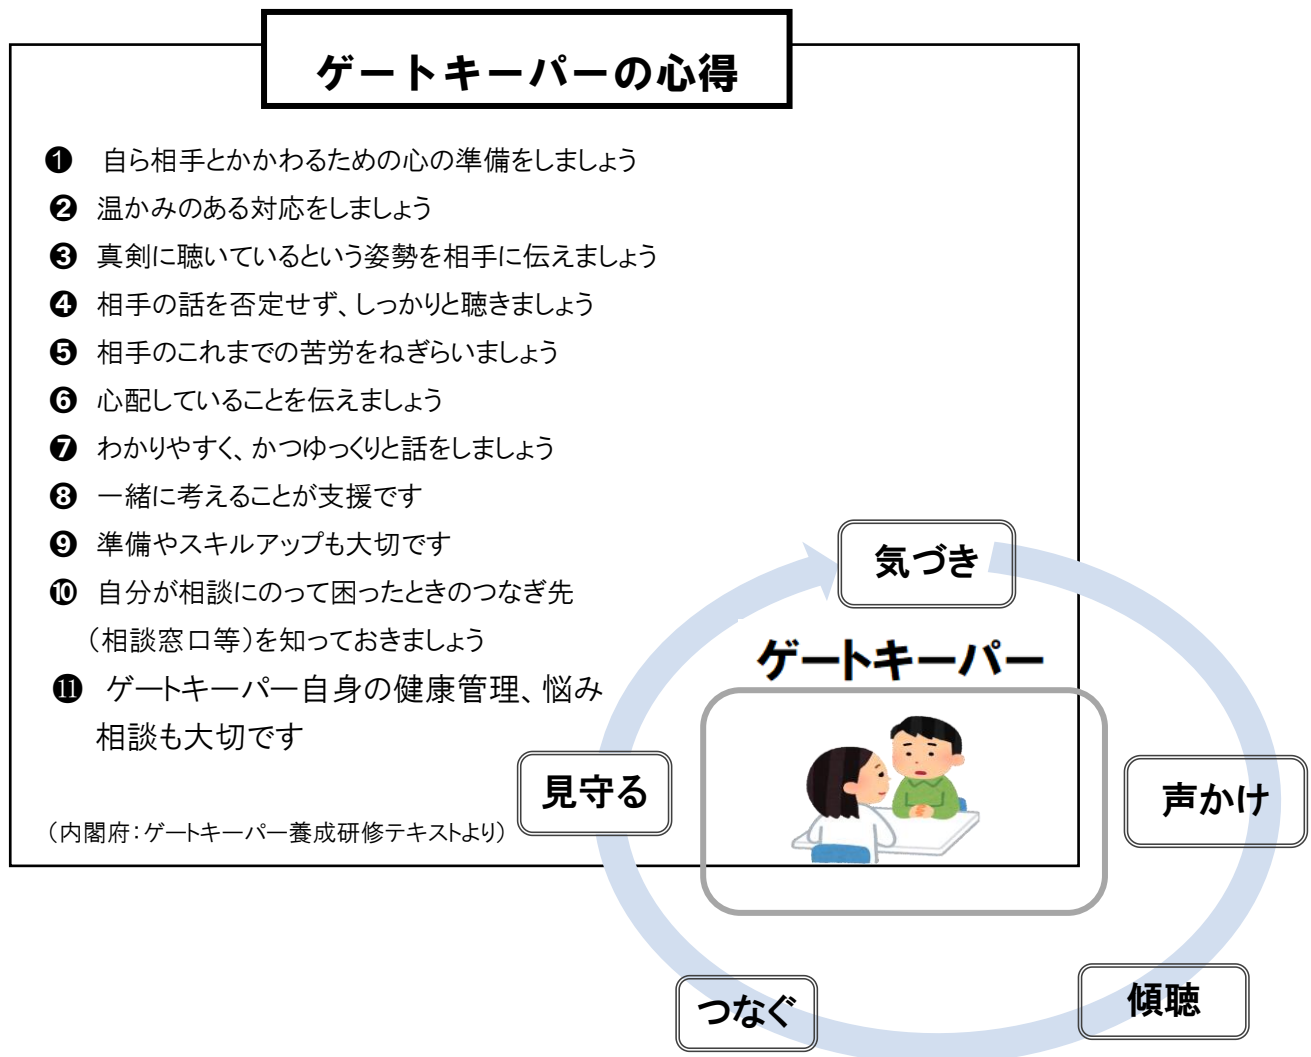 ゲートキーパーの心得
❶ 自ら相手とかかわるための心の準備をしましょう
❷ 温かみのある対応をしましょう
❸ 真剣に聴いているという姿勢を相手に伝えましょう
❹ 相手の話を否定せず、しっかりと聴きましょう
❺ 相手のこれまでの苦労をねぎらいましょう
❻ 心配していることを伝えましょう
❼ わかりやすく、かつゆっくりと話をしましょう
❽ 一緒に考えることが支援です
❾ 準備やスキルアップも大切です
❿ 自分が相談にのって困ったときのつなぎ先
（相談窓口等）を知っておきましょう
⓫ ゲートキーパー自身の健康管理、悩み
相談も大切です
（内閣府：ゲートキーパー養成研修テキストより）
気づき
ゲートキーパー
声かけ
傾聴
つなぐ
見守る